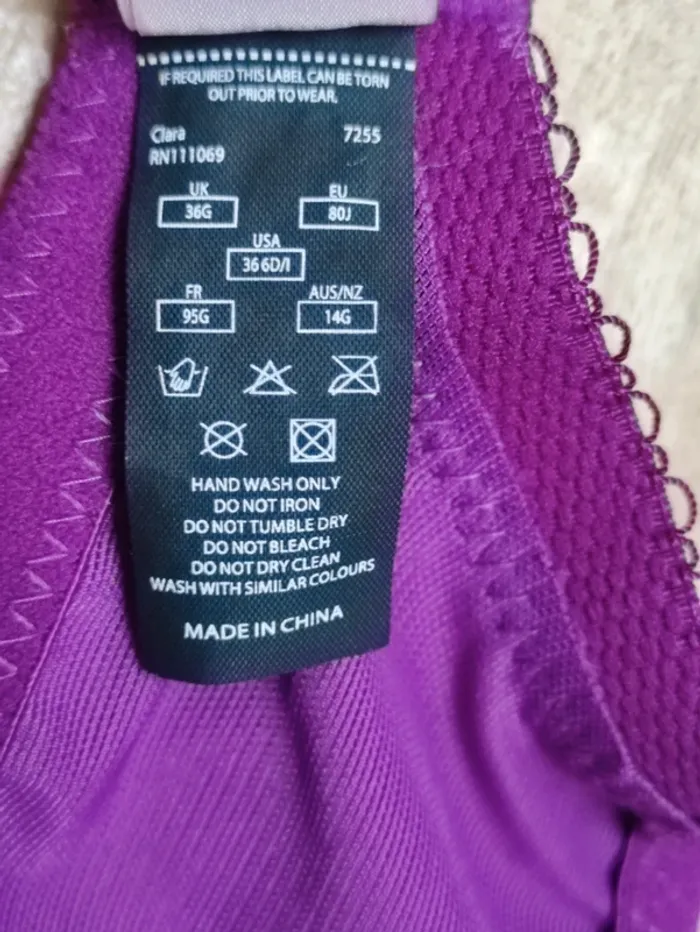 IF REQUIRED THIS LABEL CAN BE TORN
OUT PRIOR TO WEAR.
Clara 7255
RN111069
UK EU
36G 80J
USA
36 6D/I
FR AUS/NZ
95G 14G
HAND WASH ONLY
DO NOT IRON
DO NOT TUMBLE DRY
DO NOT BLEACH
DO NOT DRY CLEAN
WASH WITH SIMILAR COLOURS
MADE IN CHINA